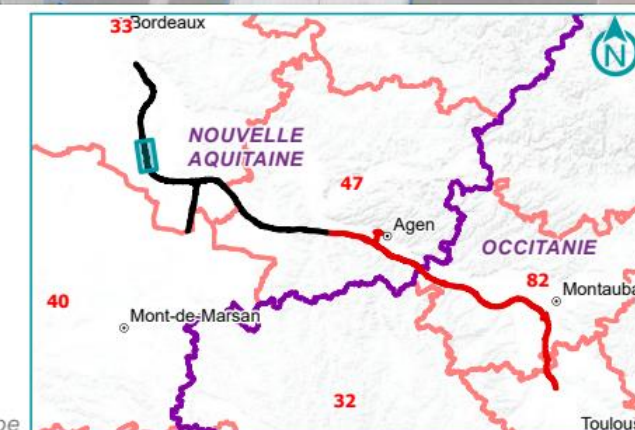 33
Bordeaux
N
NOUVELLE
AQUITAINE
47
Agen
OCCITANIE
82
Montauba
40
Mont-de-Marsan
32
Toulous